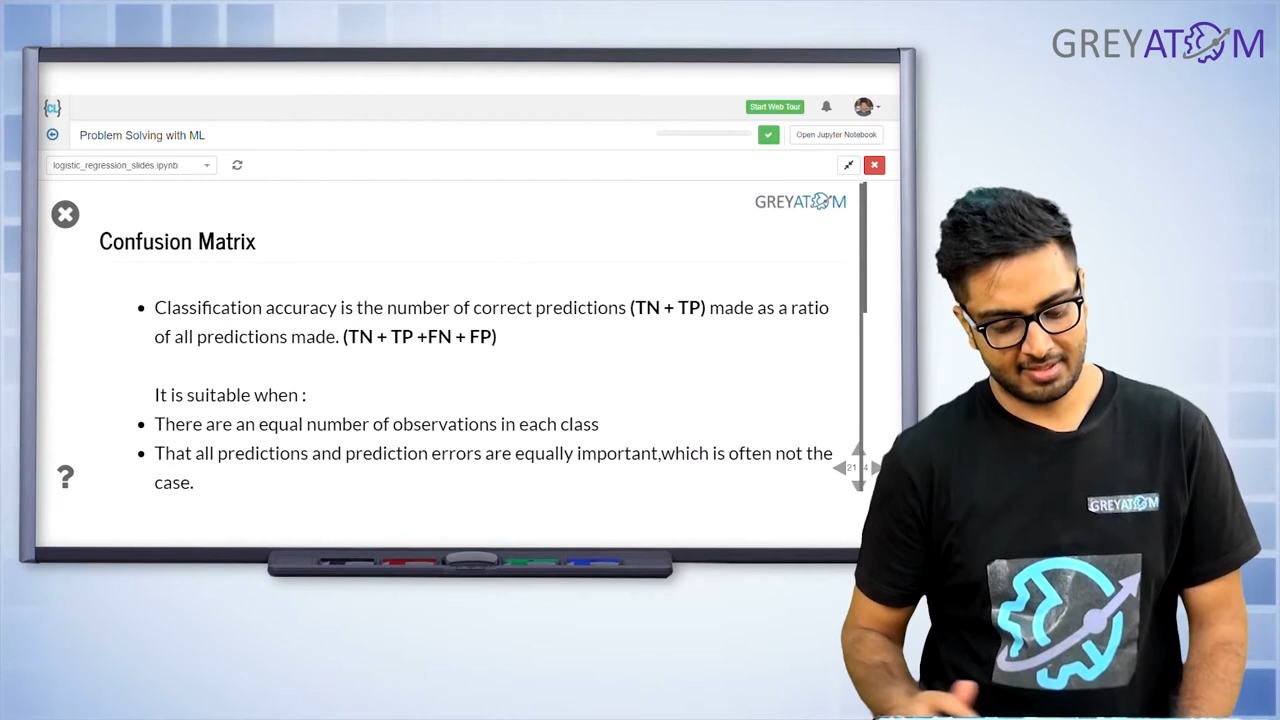 GREYATOM
{CL}
Start Web Tour
Problem Solving with ML
Open Jupyter Notebook
logistic_regression_slides.ipynb
GREYATOM
Confusion Matrix
• Classification accuracy is the number of correct predictions (TN + TP) made as a ratio
of all predictions made. (TN + TP +FN + FP)
It is suitable when :
• There are an equal number of observations in each class
• That all predictions and prediction errors are equally important,which is often not the
case.
?
GREYATOM